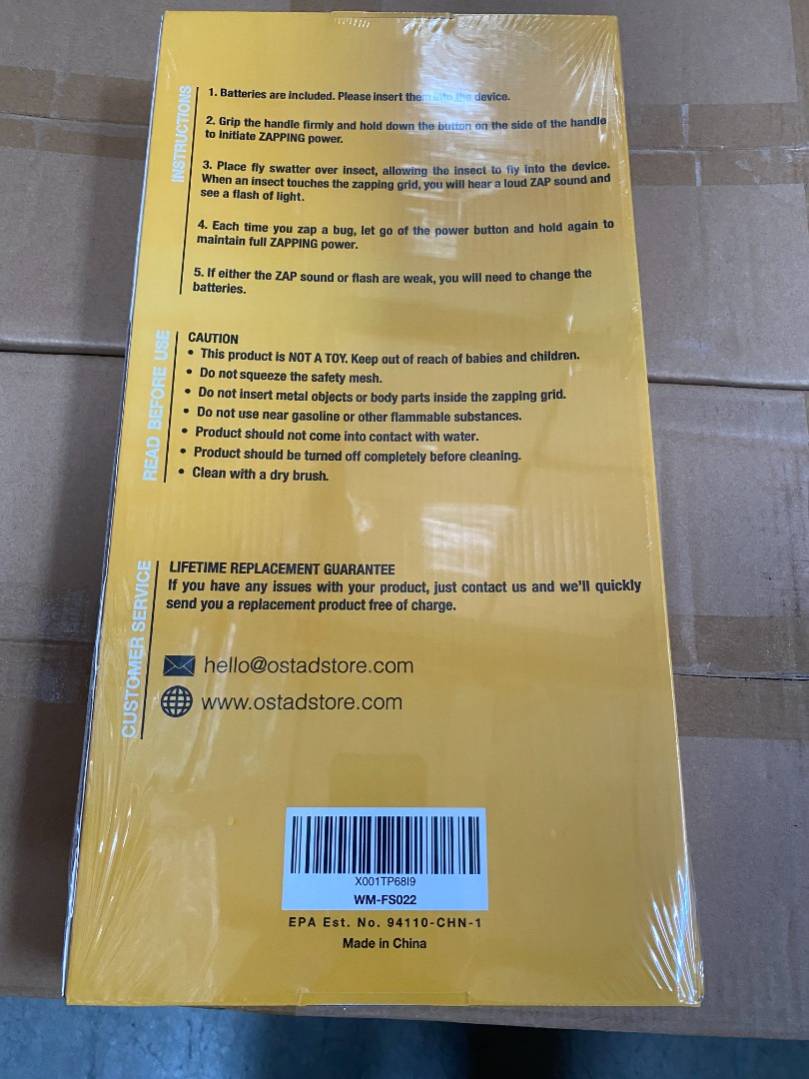 INSTRUCTIONS
1. Batteries are included. Please insert them into the device.
2. Grip the handle firmly and hold down the button on the side of the handle
to initiate ZAPPING power.
3. Place fly swatter over insect, allowing the insect to fly into the device.
When an insect touches the zapping grid, you will hear a loud ZAP sound and
see a flash of light.
4. Each time you zap a bug, let go of the power button and hold again to
maintain full ZAPPING power.
5. If either the ZAP sound or flash are weak, you will need to change the
batteries.
READ BEFORE USE
CAUTION
• This product is NOT A TOY. Keep out of reach of babies and children.
• Do not squeeze the safety mesh.
• Do not insert metal objects or body parts inside the zapping grid.
• Do not use near gasoline or other flammable substances.
• Product should not come into contact with water.
• Product should be turned off completely before cleaning.
• Clean with a dry brush.
CUSTOMER SERVICE
LIFETIME REPLACEMENT GUARANTEE
If you have any issues with your product, just contact us and we'll quickly
send you a replacement product free of charge.
hello@ostadstore.com
www.ostadstore.com
X001TP68I9
WM-FS022
EPA Est. No. 94110-CHN-1
Made in China